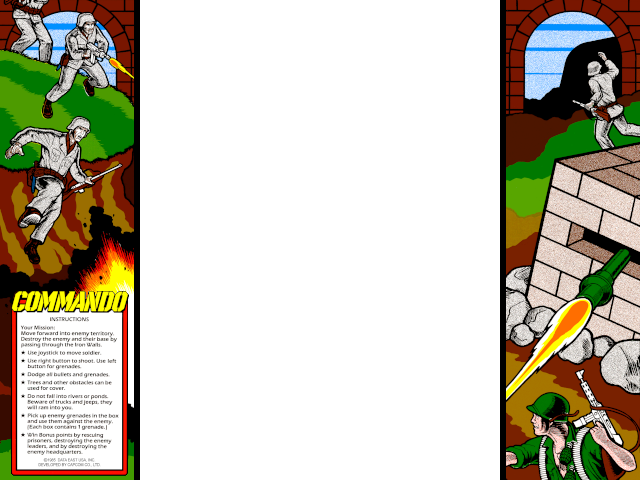 COMMANDO
INSTRUCTIONS
Your Mission:
Move forward into enemy territory.
Destroy the enemy and their base by
passing through the Iron Walls.
★ Use Joystick to move soldier.
★ Use right button to shoot. Use left
button for grenades.
★ Dodge all bullets and grenades.
★ Trees and other obstacles can be
used for cover.
★ Do not fall into rivers or ponds.
Beware of trucks and jeeps, they
will ram into you.
★ Pick up enemy grenades in the box
and use them against the enemy.
(Each box contains 1 grenade.)
★ Win Bonus points by rescuing
prisoners, destroying the enemy
leaders, and by destroying the
enemy headquarters.
©1985 DATA EAST USA, INC.
DEVELOPED BY CAPCOM CO., LTD.